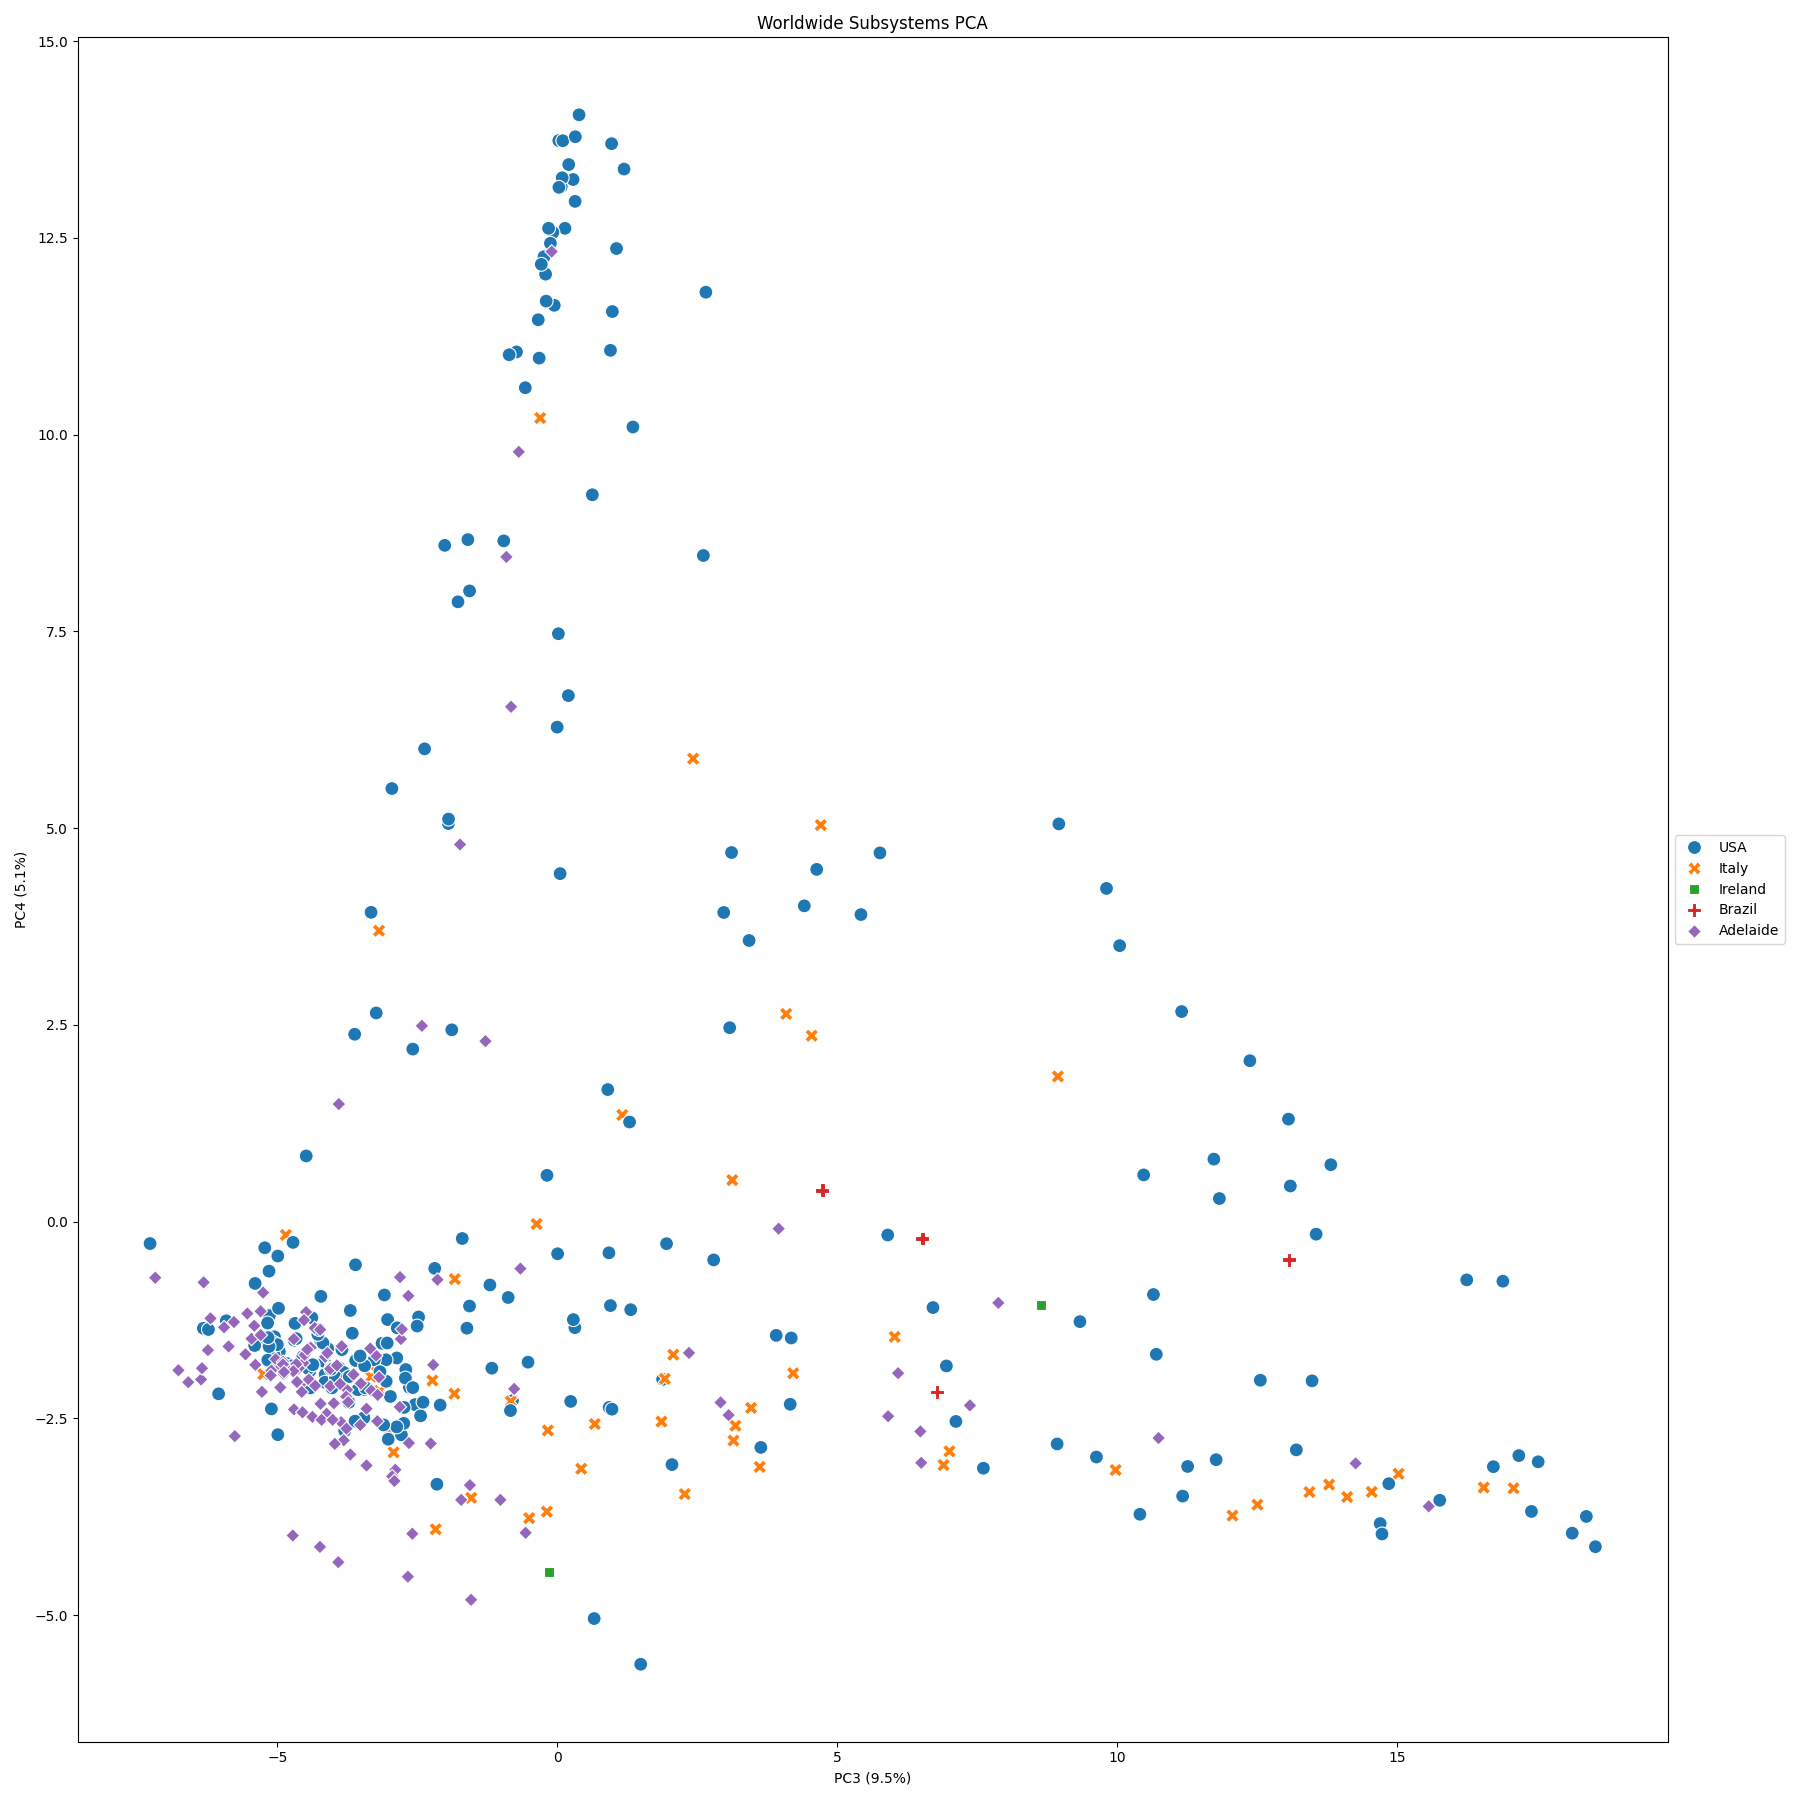 Worldwide Subsystems PCA
15.0
12.5
10.0
7.5
5.0
2.5
0.0
−2.5
−5.0
PC4 (5.1%)
−5
0
5
10
15
PC3 (9.5%)
USA
Italy
Ireland
Brazil
Adelaide